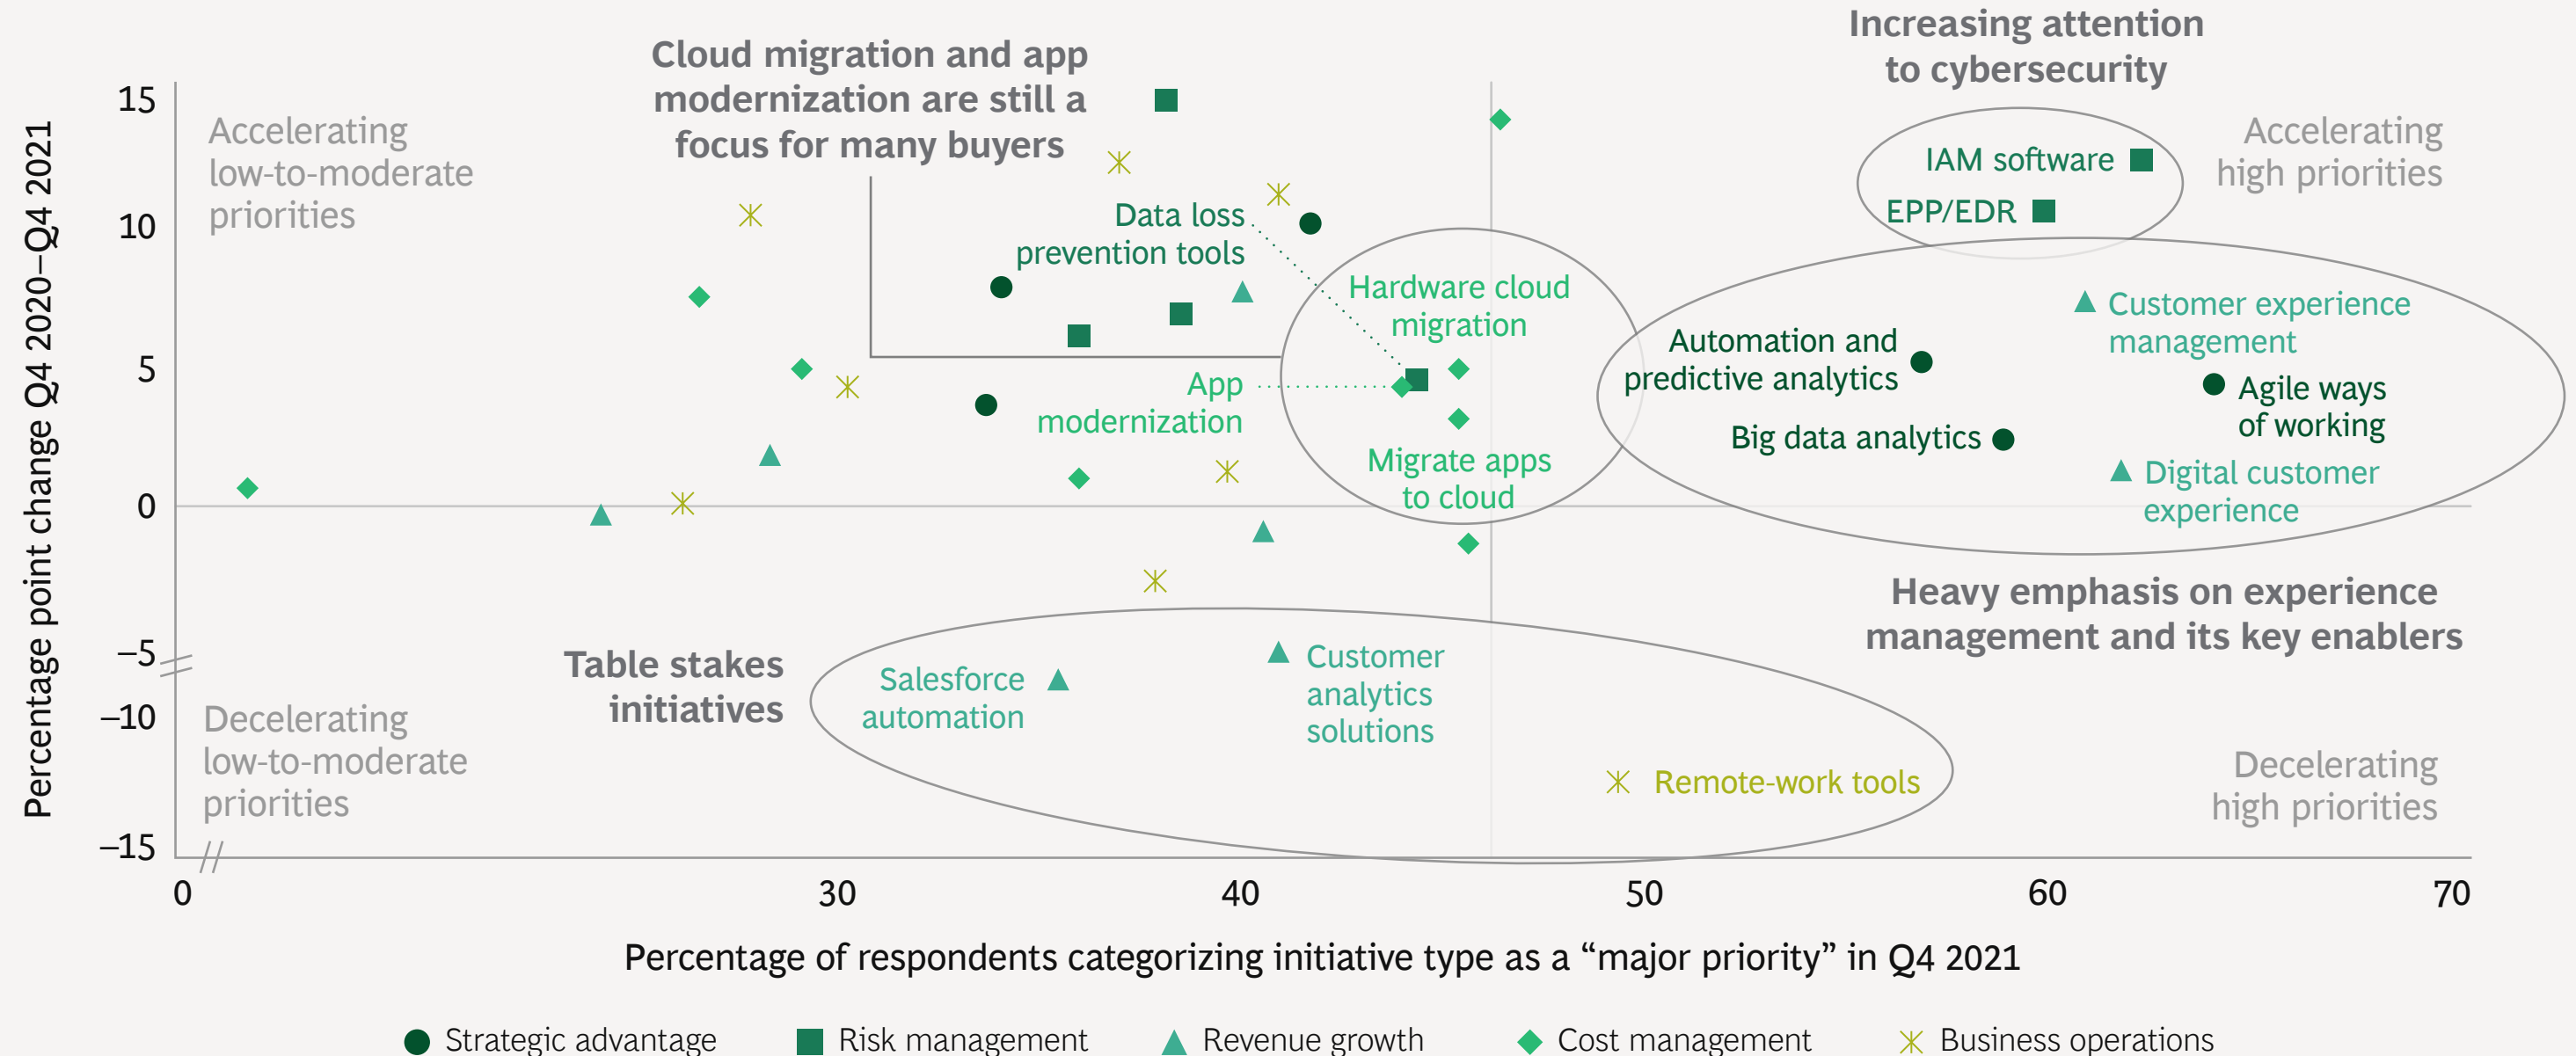 Increasing attention
to cybersecurity
Cloud migration and app
modernization are still a
focus for many buyers
Percentage point change Q4 2020–Q4 2021
15
10
5
0
–5
–10
–15
Accelerating
low-to-moderate
priorities
Accelerating
high priorities
IAM software
EPP/EDR
Data loss
prevention tools
Hardware cloud
migration
App
modernization
Migrate apps
to cloud
Customer experience
management
Automation and
predictive analytics
Agile ways
of working
Big data analytics
Digital customer
experience
Heavy emphasis on experience
management and its key enablers
Table stakes
initiatives
Salesforce
automation
Customer
analytics
solutions
Remote-work tools
Decelerating
low-to-moderate
priorities
Decelerating
high priorities
0
30
40
50
60
70
Percentage of respondents categorizing initiative type as a “major priority” in Q4 2021
Strategic advantage
Risk management
Revenue growth
Cost management
Business operations